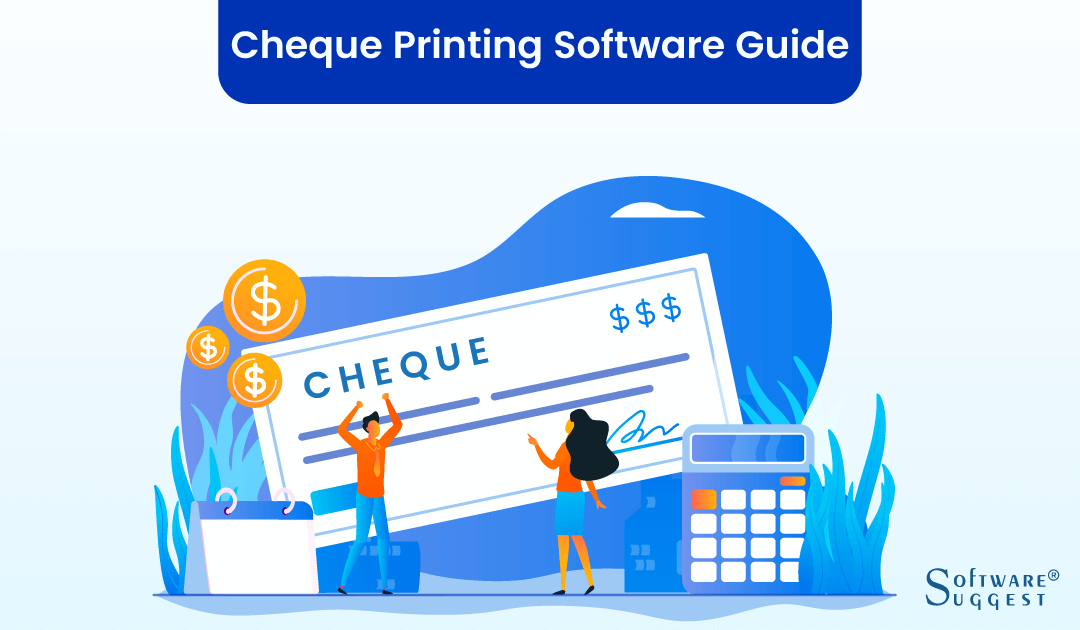 Cheque Printing Software Guide
$
$
$
$$$
CHEQUE
SOFTWARE®
SUGGEST